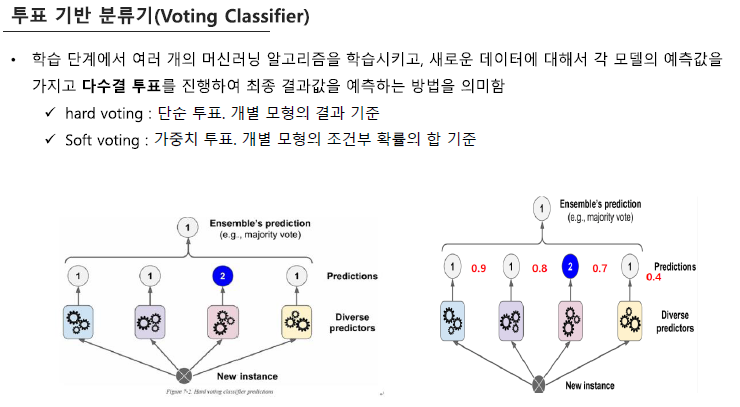 투표 기반 분류기(Voting Classifier)
• 학습 단계에서 여러 개의 머신러닝 알고리즘을 학습시키고, 새로운 데이터에 대해서 각 모델의 예측값을
가지고 다수결 투표를 진행하여 최종 결과값을 예측하는 방법을 의미함
✓ hard voting : 단순 투표. 개별 모형의 결과 기준
✓ Soft voting : 가중치 투표. 개별 모형의 조건부 확률의 합 기준
1
Ensemble's prediction
(e.g., majority vote)
1 1 2 1 Predictions
Diverse
predictors
New instance
Figure 7-2. Hard voting classifier predictions
1
Ensemble's prediction
(e.g., majority vote)
1 0.9 1 0.8 2 0.7 1 Predictions
0.4
Diverse
predictors
New instance